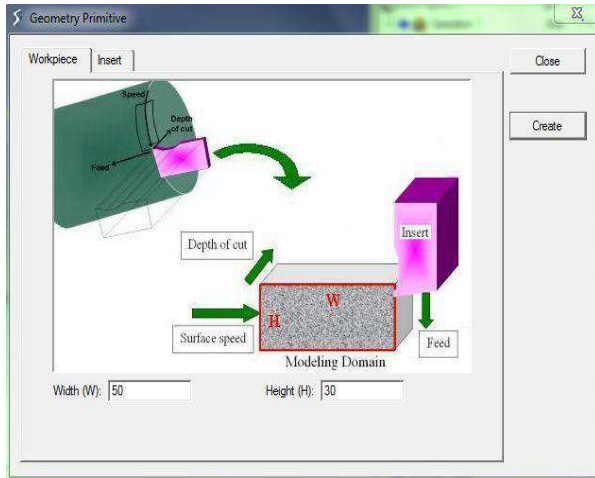 Geometry Primitive
Workpiece
Insert
Close
Create
Speed
Depth
of cut
Feed
Depth of cut
Insert
W
H
Surface speed
Feed
Modeling Domain
Width (W): 50
Height (H): 30